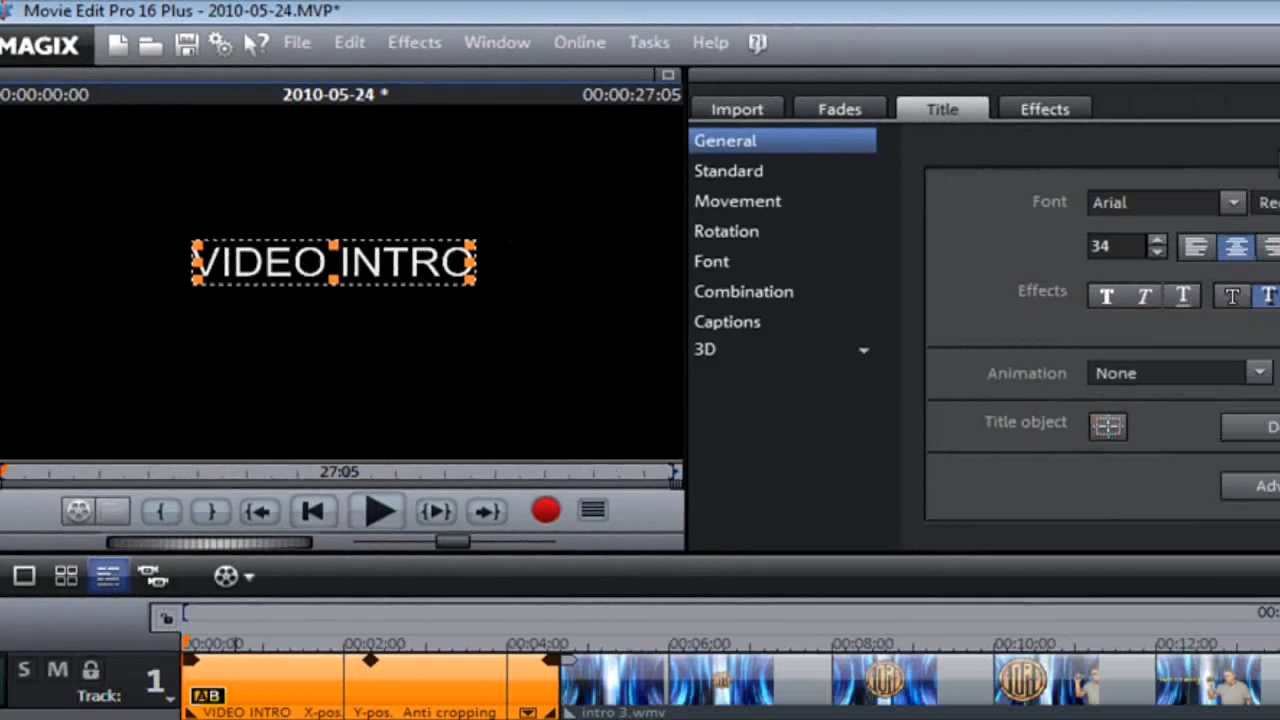 Movie Edit Pro 16 Plus - 2010-05-24.MVP*
MAGIX File Edit Effects Window Online Tasks Help
0:00:00:00 2010-05-24 * 00:00:27:05
Import Fades Title Effects
General
Standard
Movement
Rotation
Font
Combination
Captions
3D
Font Arial Re
34
Effects T T T T T
Animation None
Title object D
Adv
VIDEO INTRO
27:05
00:
00:00:00 00:02:00 00:04:00 00:06:00 00:08:00 00:10:00 00:12:00
S M 1
Track:
AB
VIDEO INTRO X-pos Y-pos. Anti cropping intro 3.wmv